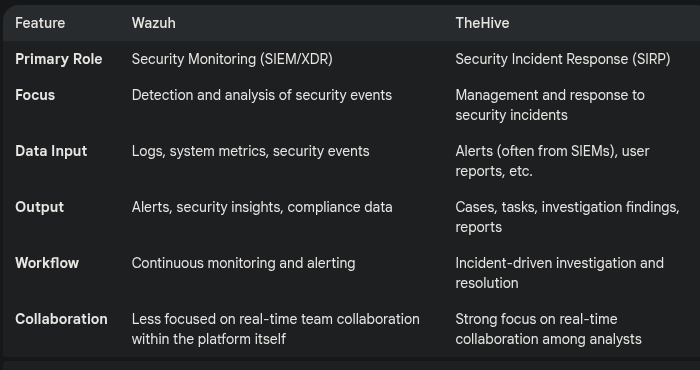 Feature Wazuh TheHive
Primary Role Security Monitoring (SIEM/XDR) Security Incident Response (SIRP)
Focus Detection and analysis of security events Management and response to
security incidents
Data Input Logs, system metrics, security events Alerts (often from SIEMs), user
reports, etc.
Output Alerts, security insights, compliance data Cases, tasks, investigation findings,
reports
Workflow Continuous monitoring and alerting Incident-driven investigation and
resolution
Collaboration Less focused on real-time team collaboration Strong focus on real-time
within the platform itself collaboration among analysts